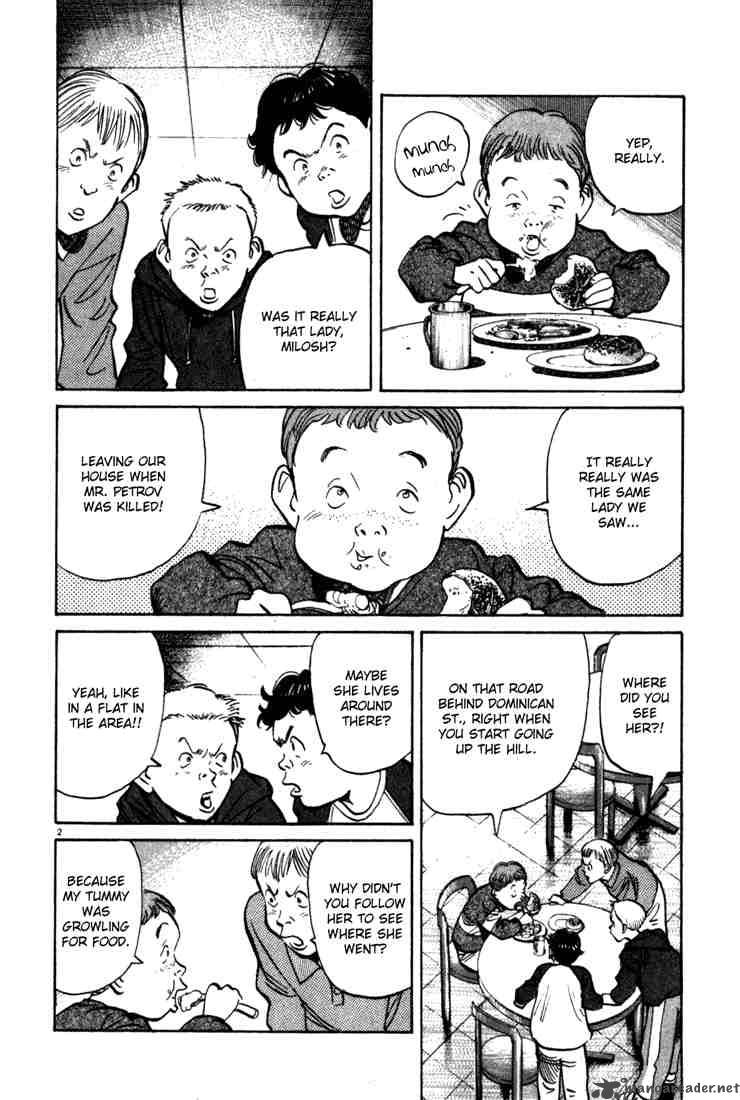 YEP,
REALLY.
munch
munch
WAS IT REALLY
THAT LADY,
MILOSH?
IT REALLY
REALLY WAS
THE SAME
LADY WE
SAW...
LEAVING OUR
HOUSE WHEN
MR. PETROV
WAS KILLED!
WHERE
DID YOU
SEE
HER?!
ON THAT ROAD
BEHIND DOMINICAN
ST., RIGHT WHEN
YOU START GOING
UP THE HILL.
MAYBE
SHE LIVES
AROUND
THERE?
YEAH, LIKE
IN A FLAT
IN THE AREA!!
WHY DIDN'T
YOU FOLLOW
HER TO SEE
WHERE SHE
WENT?
BECAUSE
MY TUMMY
WAS
GROWLING
FOR FOOD.
2
mangareader.net